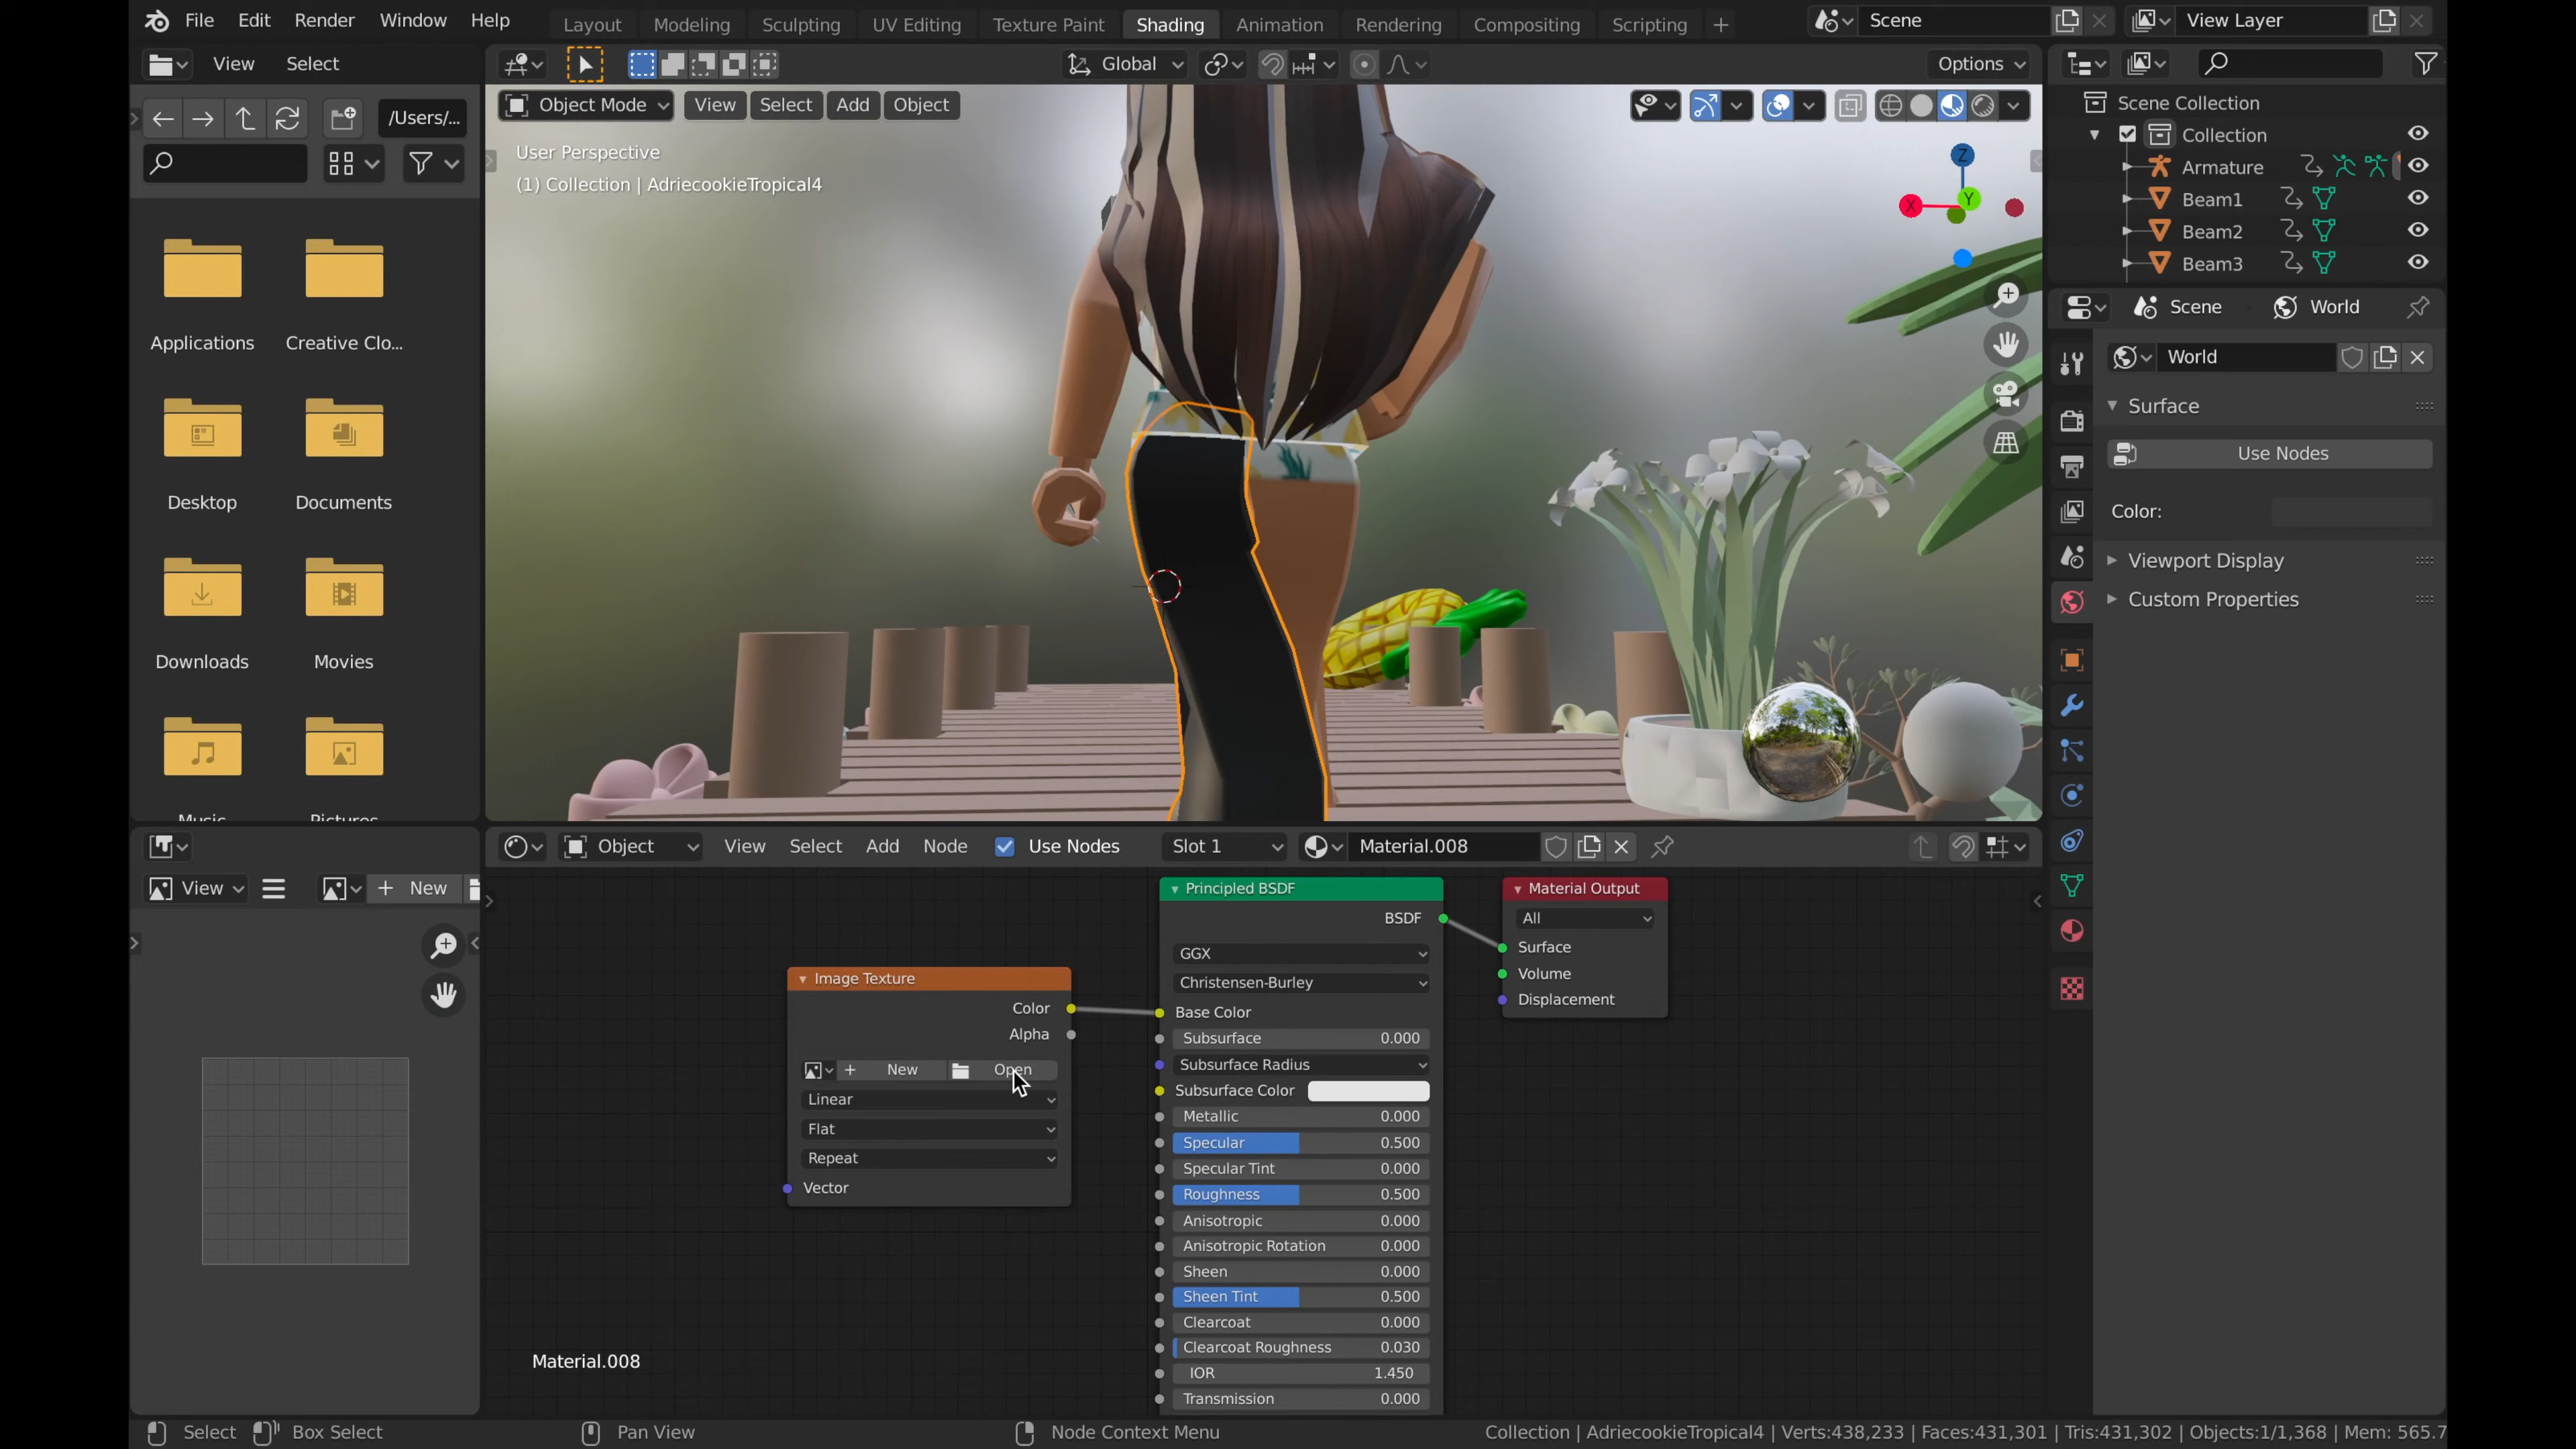 File Edit Render Window Help Layout Modeling Sculpting UV Editing Texture Paint Shading Animation Rendering Compositing Scripting + Scene View Layer
View Select Global Options
/Users/...
Object Mode View Select Add Object
User Perspective
(1) Collection | AdriecookieTropical4
Z
Y
X
Applications Creative Clo...
Desktop Documents
Downloads Movies
Scene Collection
Collection
Armature
Beam1
Beam2
Beam3
Scene World
World
Surface
Use Nodes
Color:
Viewport Display
Custom Properties
View + New
Object View Select Add Node Use Nodes Slot 1 Material.008
Image Texture
Color
Alpha
+ New Open
Linear
Flat
Repeat
Vector
Principled BSDF
BSDF
GGX
Christensen-Burley
Base Color
Subsurface 0.000
Subsurface Radius
Subsurface Color
Metallic 0.000
Specular 0.500
Specular Tint 0.000
Roughness 0.500
Anisotropic 0.000
Anisotropic Rotation 0.000
Sheen 0.000
Sheen Tint 0.500
Clearcoat 0.000
Clearcoat Roughness 0.030
IOR 1.450
Transmission 0.000
Material Output
All
Surface
Volume
Displacement
Material.008
Select Box Select Pan View Node Context Menu Collection | AdriecookieTropical4 | Verts:438,233 | Faces:431,301 | Tris:431,302 | Objects:1/1,368 | Mem: 565.7